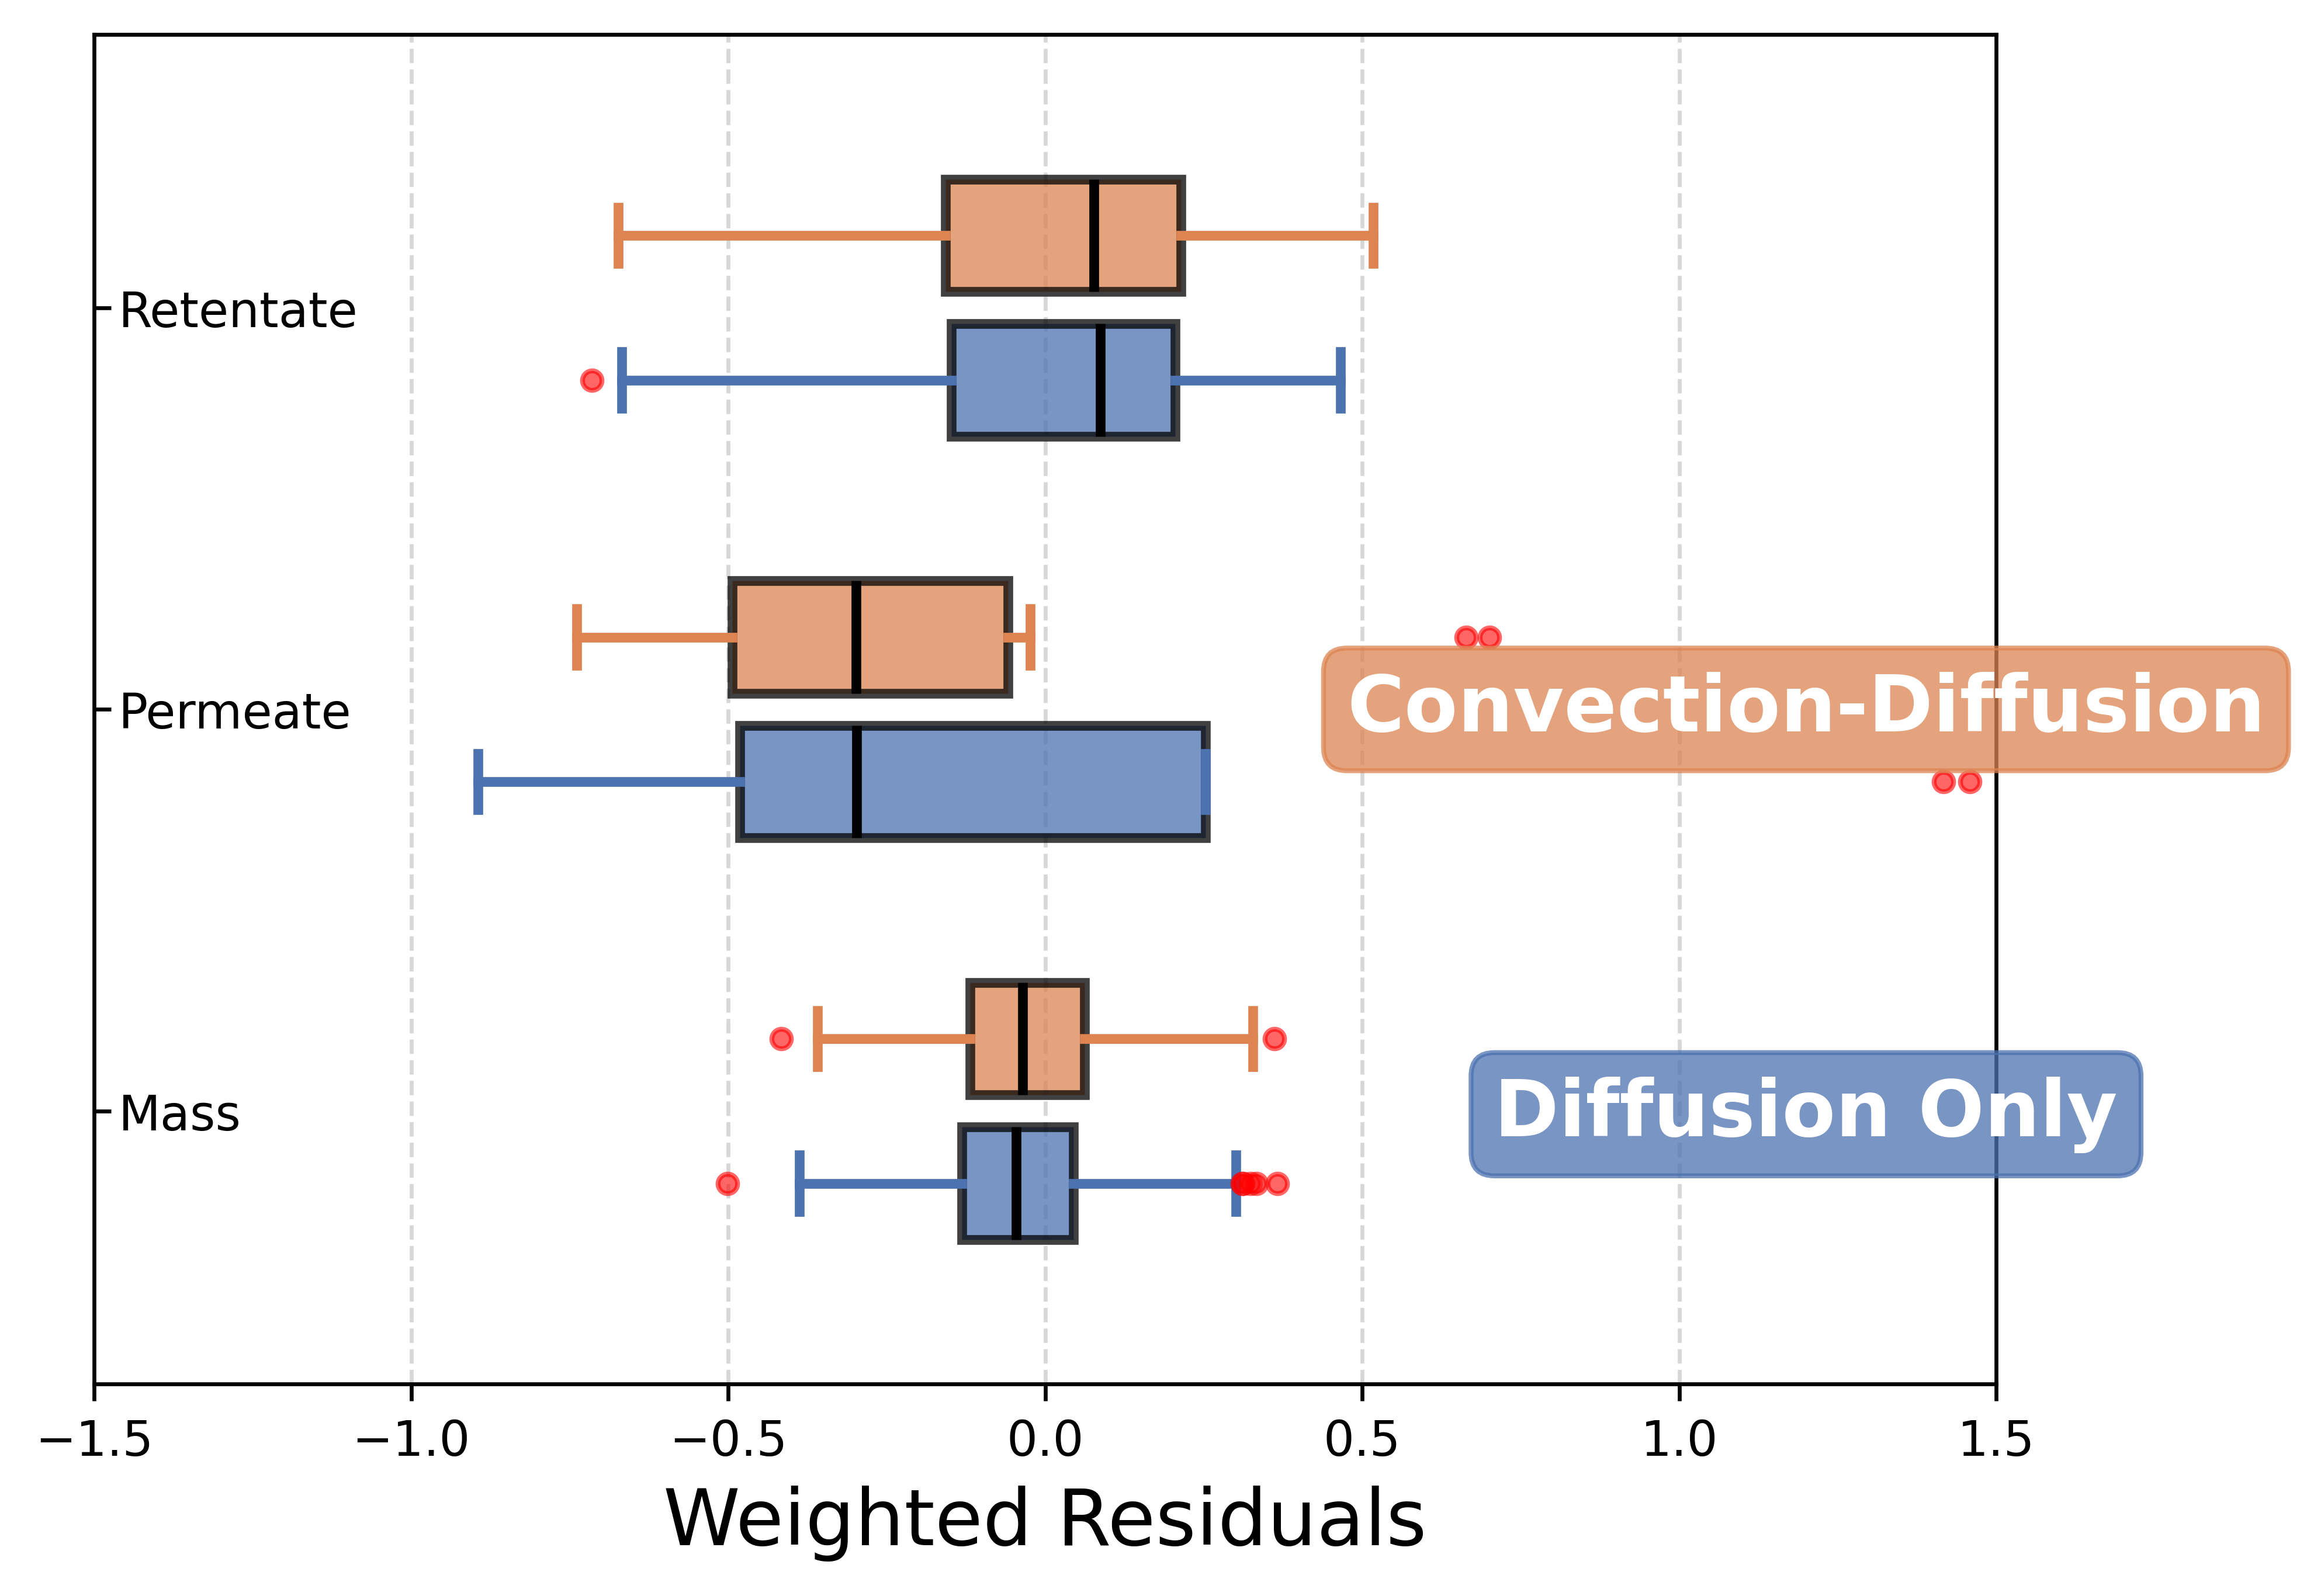 Retentate
Permeate
Mass
Convection-Diffusion
Diffusion Only
−1.5 −1.0 −0.5 0.0 0.5 1.0 1.5
Weighted Residuals